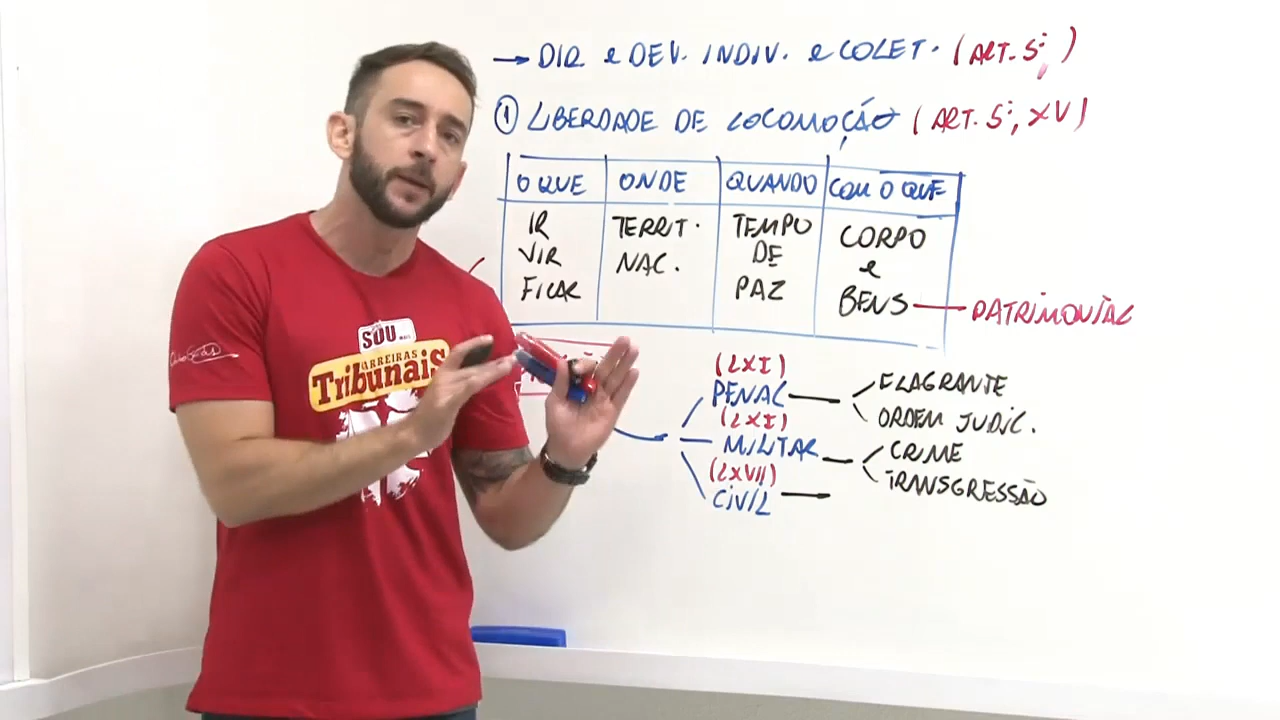 → DIR e DEV. INDIV. e COLET. (ART. 5º,)
① LIBERDADE DE LOCOMOÇÃO (ART. 5º, XV)
O QUE ONDE QUANDO COM O QUE
IR TERRIT. TEMPO CORPO
VIR NAC. DE e
FICAR PAZ BENS — PATRIMONIAL
(LXI)
PENAL — FLAGRANTE
ORDEM JUDIC.
(LXI)
MILITAR — CRIME
TRANSGRESSÃO
(LXVII)
CIVIL —
SOU
CARREIRAS
TribunaiS